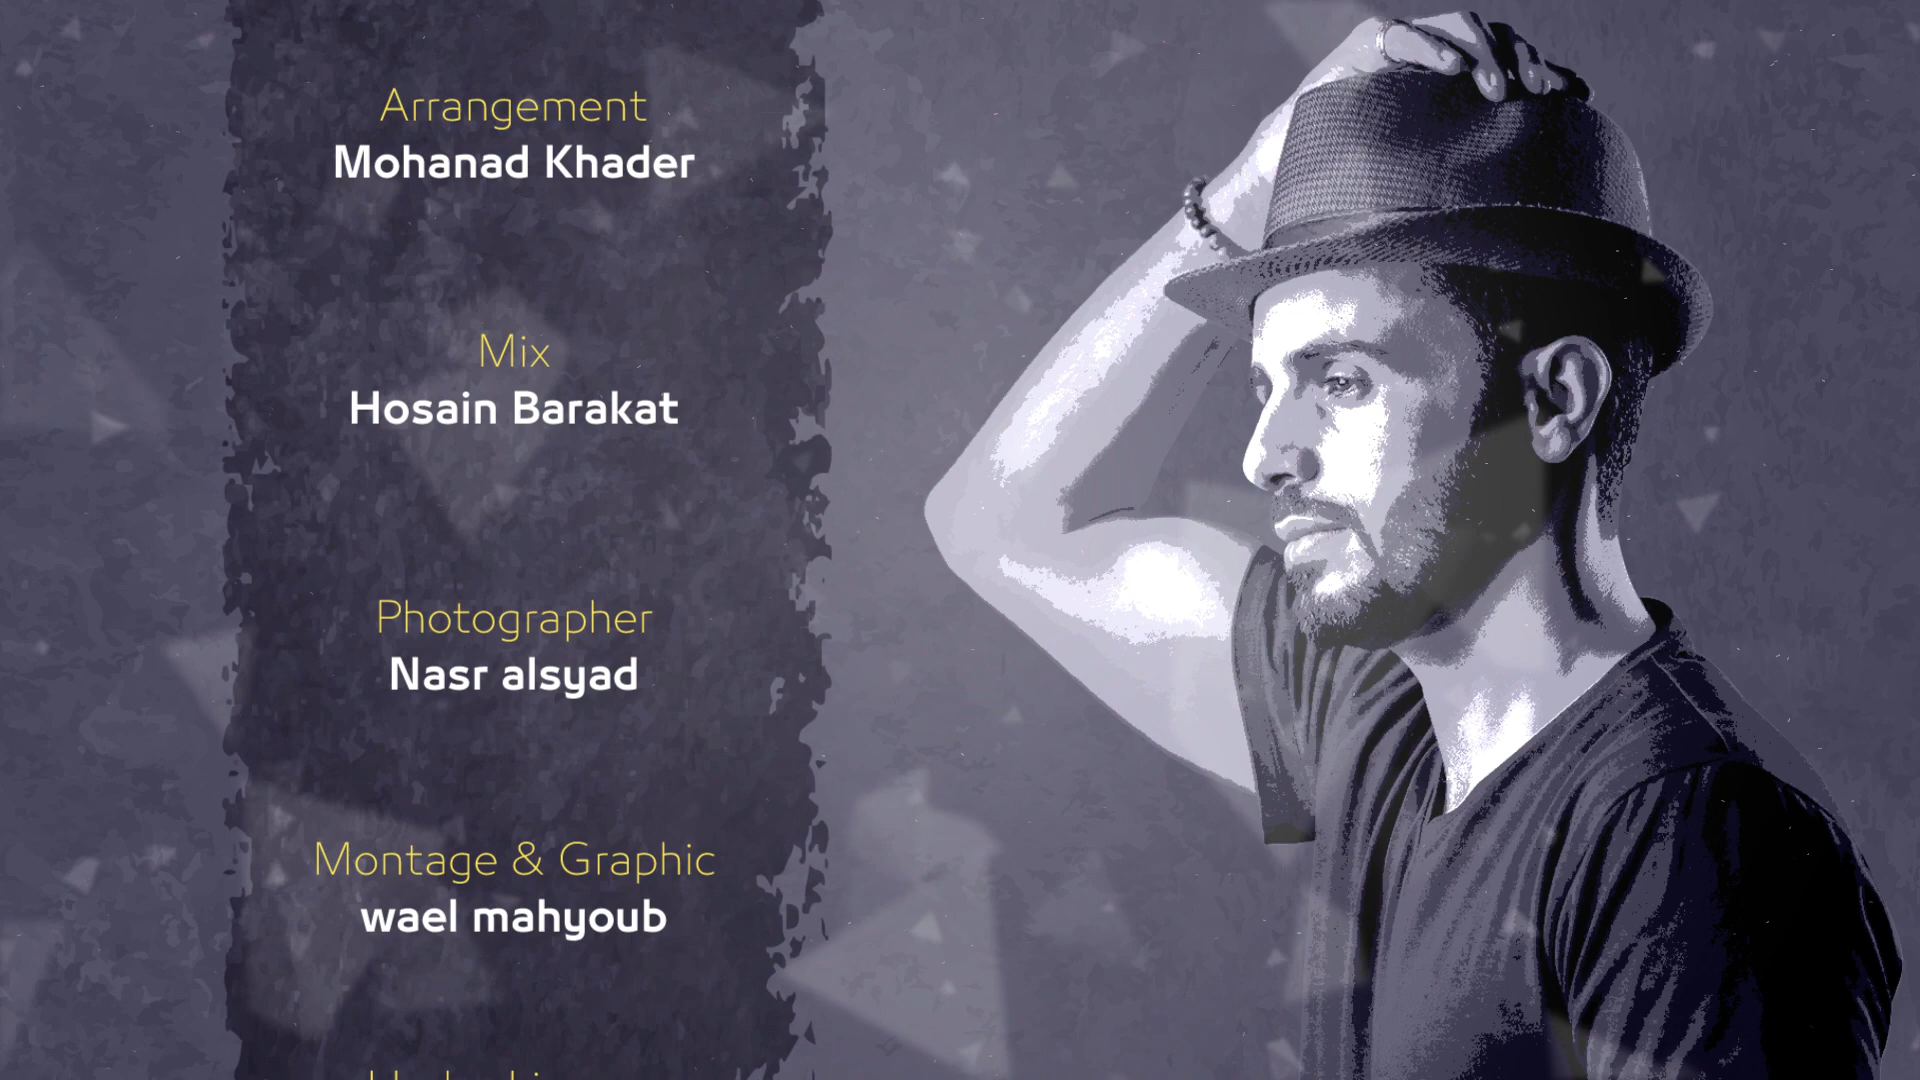 Arrangement
Mohanad Khader
Mix
Hosain Barakat
Photographer
Nasr alsyad
Montage & Graphic
wael mahyoub